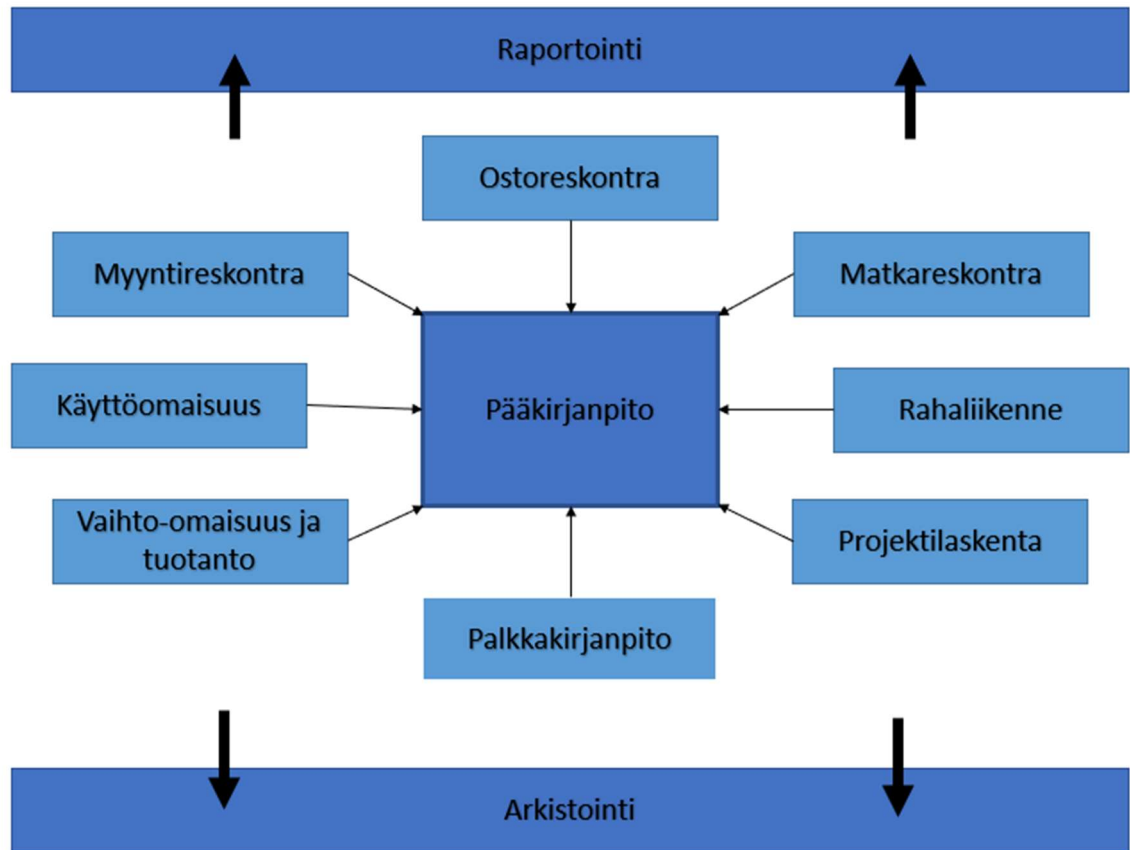 Raportointi
Ostoreskontra
Myyntireskontra
Matkareskontra
Käyttöomaisuus
Pääkirjanpito
Rahaliikenne
Vaihto-omaisuus ja
tuotanto
Projektilaskenta
Palkkakirjanpito
Arkistointi